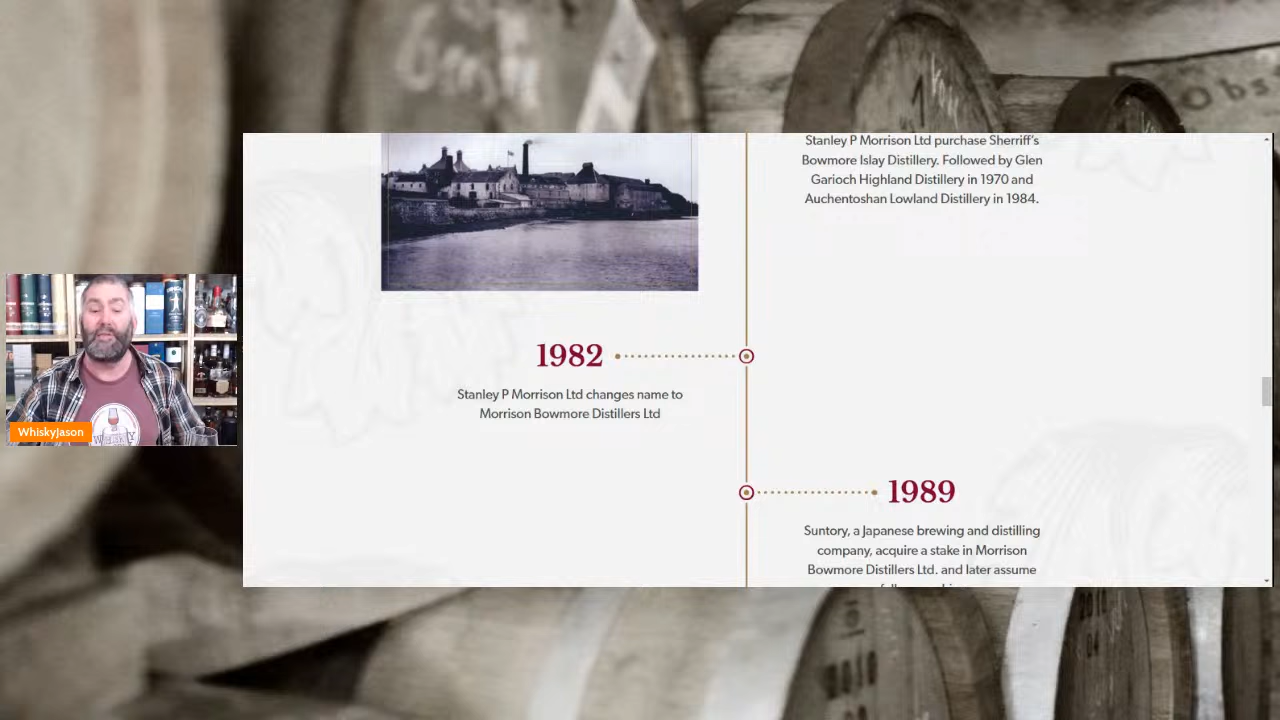 Stanley P Morrison Ltd purchase Sherriff's
Bowmore Islay Distillery. Followed by Glen
Garioch Highland Distillery in 1970 and
Auchentoshan Lowland Distillery in 1984.
1982
Stanley P Morrison Ltd changes name to
Morrison Bowmore Distillers Ltd
1989
Suntory, a Japanese brewing and distilling
company, acquire a stake in Morrison
Bowmore Distillers Ltd. and later assume
WhiskyJason